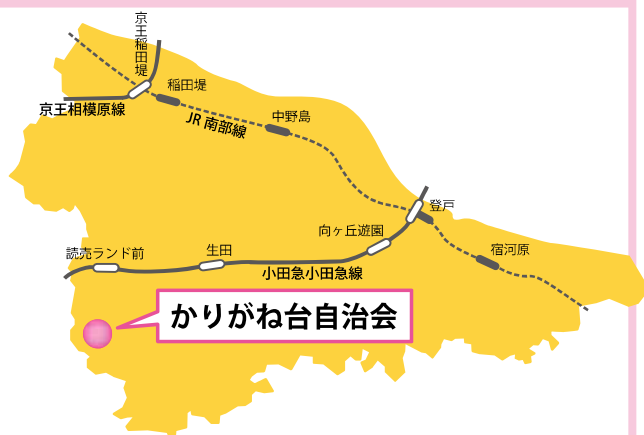 京王稲田堤
稲田堤
京王相模原線
JR 南部線
中野島
登戸
向ヶ丘遊園
宿河原
生田
読売ランド前
小田急小田急線
かりがね台自治会